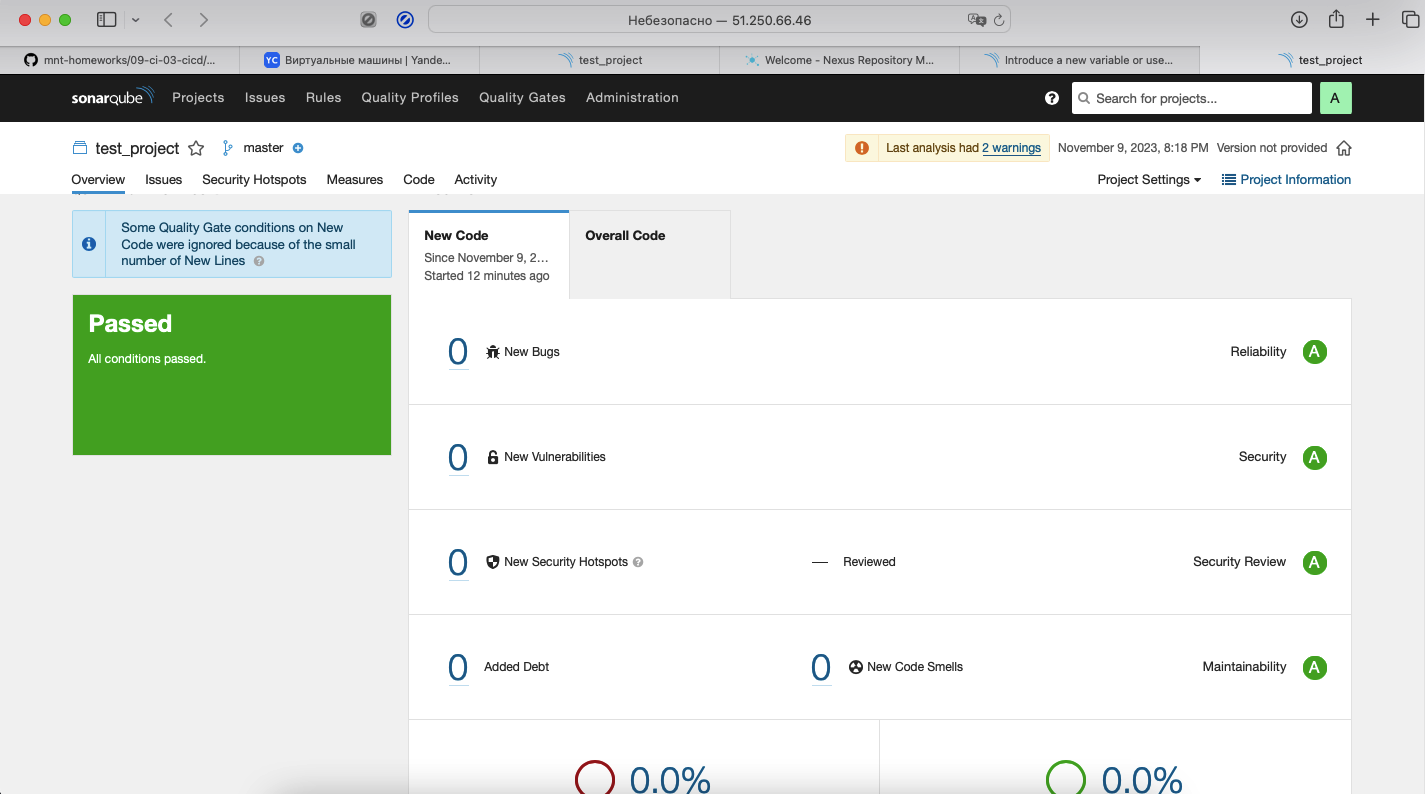 Небезопасно — 51.250.66.46
mnt-homeworks/09-ci-03-cicd/...
YC Виртуальные машины | Yande...
test_project
Welcome - Nexus Repository M...
Introduce a new variable or use...
test_project
sonarqube Projects Issues Rules Quality Profiles Quality Gates Administration
Search for projects...
A
test_project master
Last analysis had 2 warnings November 9, 2023, 8:18 PM Version not provided
Overview Issues Security Hotspots Measures Code Activity
Project Settings Project Information
Some Quality Gate conditions on New
Code were ignored because of the small
number of New Lines
Passed
All conditions passed.
New Code
Since November 9, 2...
Started 12 minutes ago
Overall Code
0 New Bugs Reliability A
0 New Vulnerabilities Security A
0 New Security Hotspots — Reviewed Security Review A
0 Added Debt 0 New Code Smells Maintainability A
0.0% 0.0%